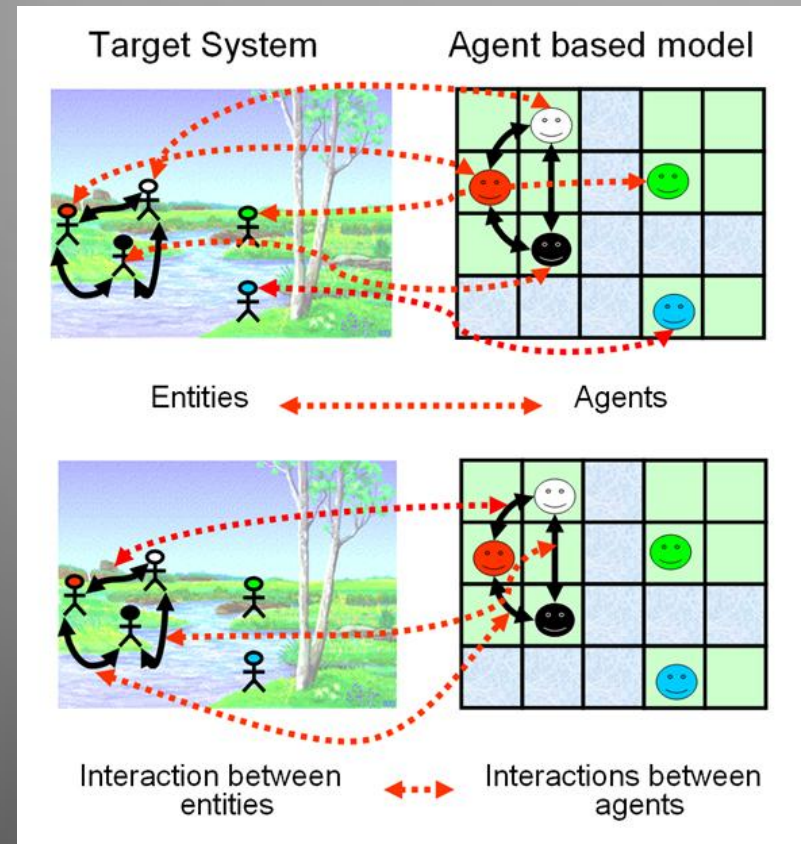 Target System
Agent based model
Entities
Agents
Interaction between
entities
Interactions between
agents